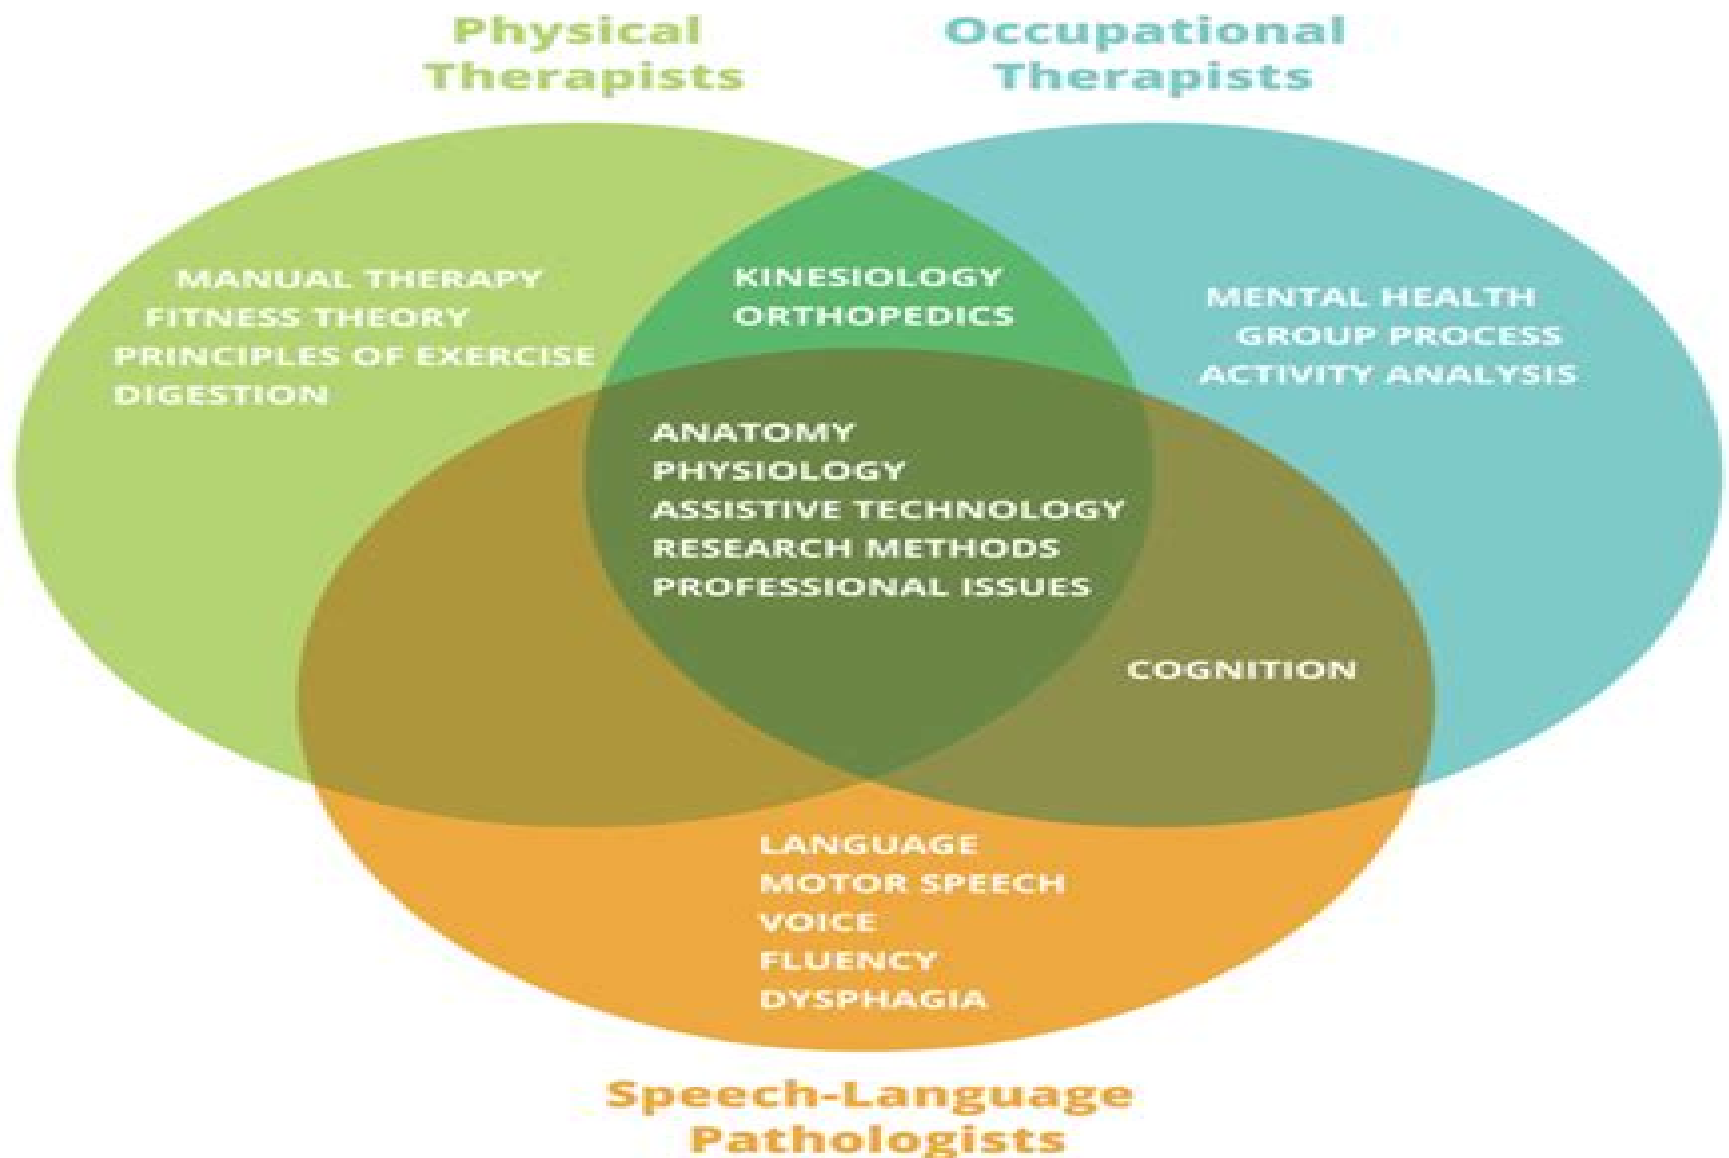 Physical
Therapists
Occupational
Therapists
MANUAL THERAPY
FITNESS THEORY
PRINCIPLES OF EXERCISE
DIGESTION
KINESIOLOGY
ORTHOPEDICS
MENTAL HEALTH
GROUP PROCESS
ACTIVITY ANALYSIS
ANATOMY
PHYSIOLOGY
ASSISTIVE TECHNOLOGY
RESEARCH METHODS
PROFESSIONAL ISSUES
COGNITION
LANGUAGE
MOTOR SPEECH
VOICE
FLUENCY
DYSPHAGIA
Speech-Language
Pathologists